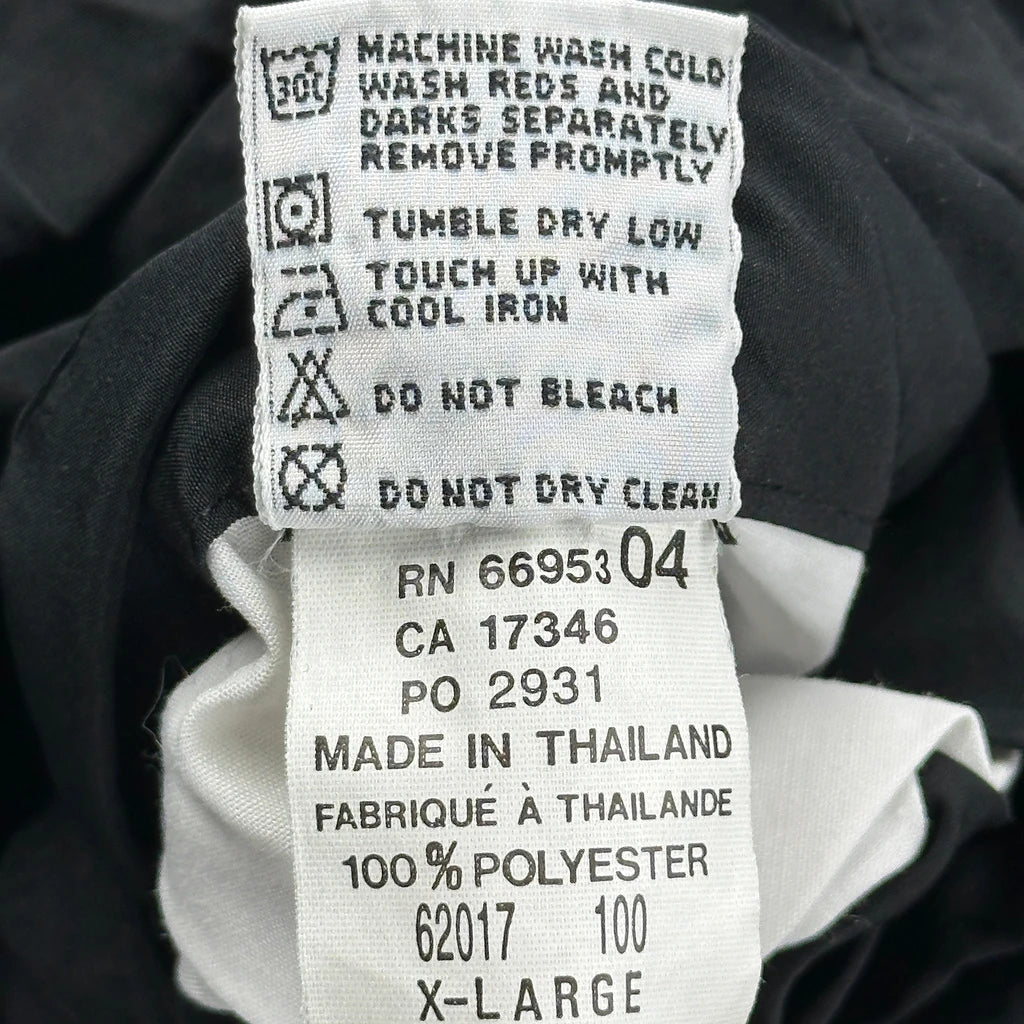 30C
MACHINE WASH COLD
WASH REDS AND
DARKS SEPARATELY
REMOVE PROMPTLY
TUMBLE DRY LOW
TOUCH UP WITH
COOL IRON
DO NOT BLEACH
DO NOT DRY CLEAN
RN 66953 04
CA 17346
PO 2931
MADE IN THAILAND
FABRIQUÉ À THAILANDE
100% POLYESTER
62017 100
X-LARGE